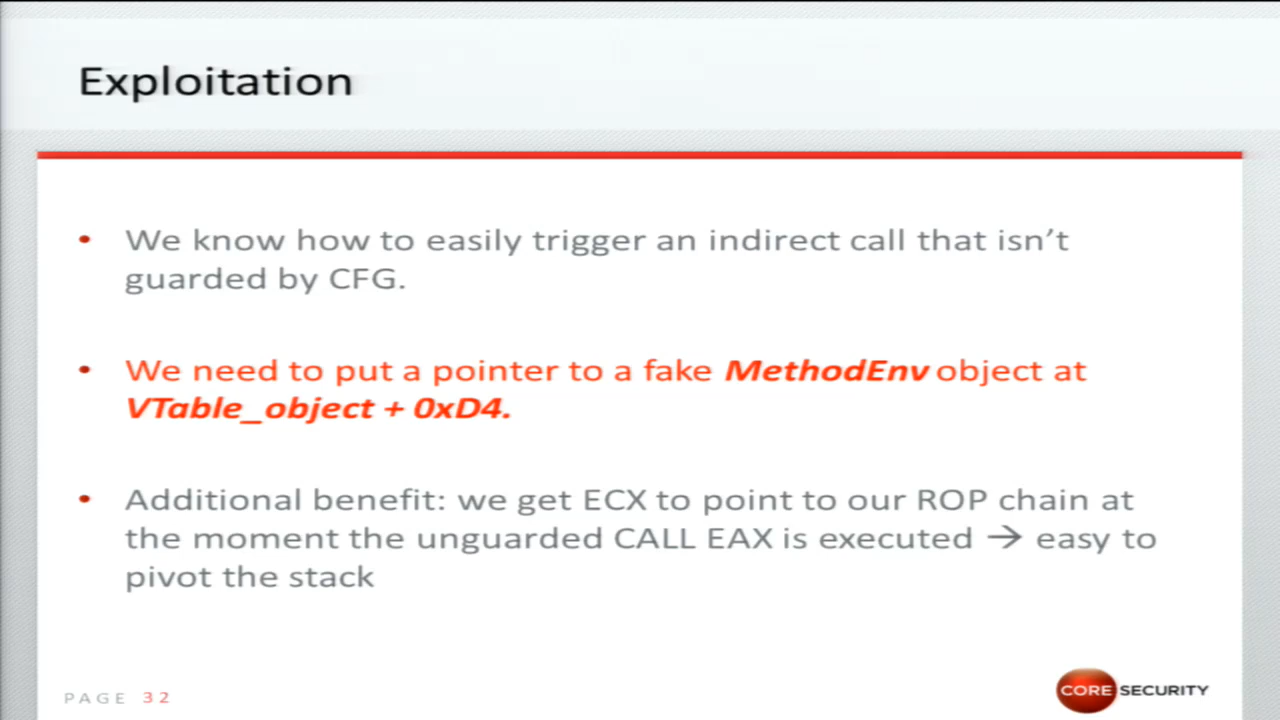 Exploitation
• We know how to easily trigger an indirect call that isn’t
guarded by CFG.
• We need to put a pointer to a fake MethodEnv object at
VTable_object + 0xD4.
• Additional benefit: we get ECX to point to our ROP chain at
the moment the unguarded CALL EAX is executed → easy to
pivot the stack
PAGE 32
CORE SECURITY